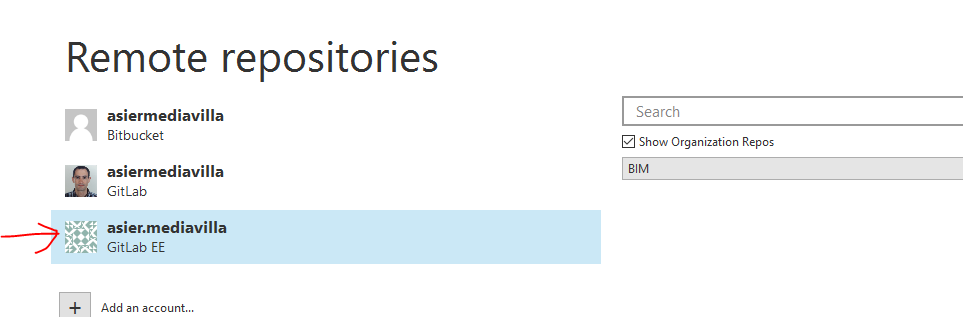 Remote repositories
asiermediavilla
Bitbucket
asiermediavilla
GitLab
asier.mediavilla
GitLab EE
+ Add an account...
Search
Show Organization Repos
BIM